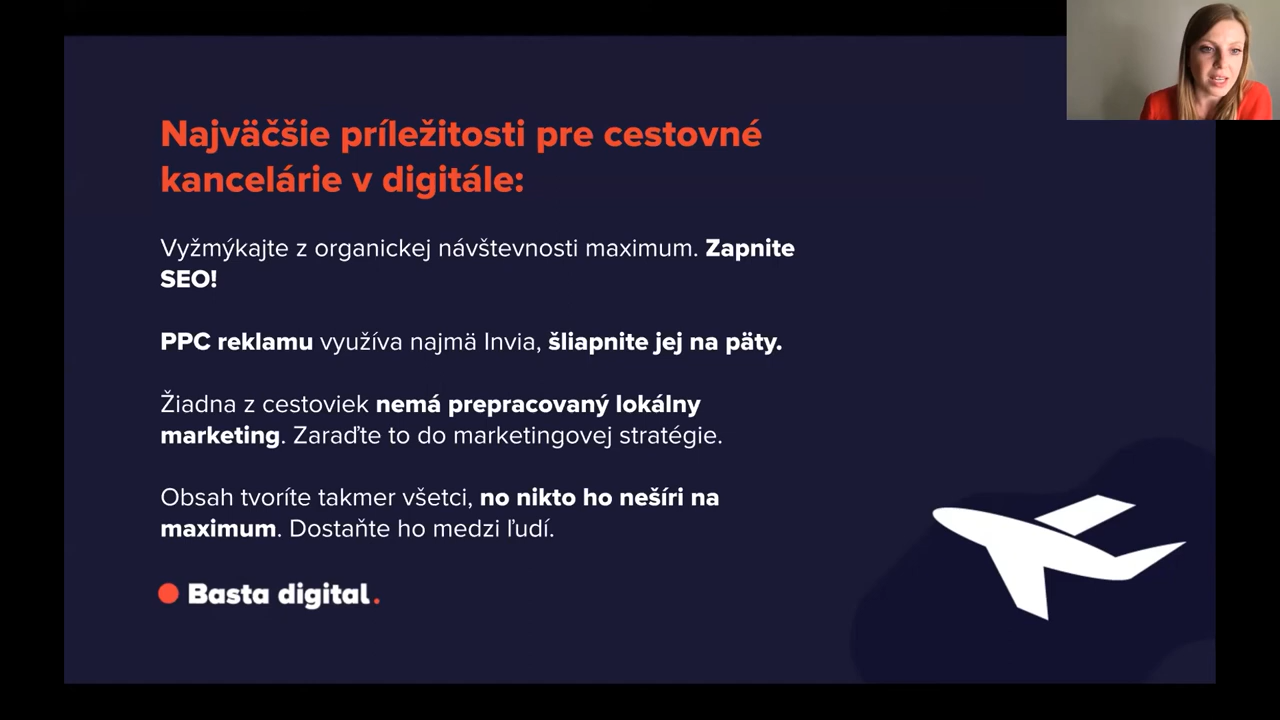 Najväčšie príležitosti pre cestovné
kancelárie v digitále:
Vyžmýkajte z organickej návštevnosti maximum. Zapnite
SEO!
PPC reklamu využíva najmä Invia, šliapnite jej na päty.
Žiadna z cestoviek nemá prepracovaný lokálny
marketing. Zaraďte to do marketingovej stratégie.
Obsah tvoríte takmer všetci, no nikto ho nešíri na
maximum. Dostaňte ho medzi ľudí.
Basta digital.